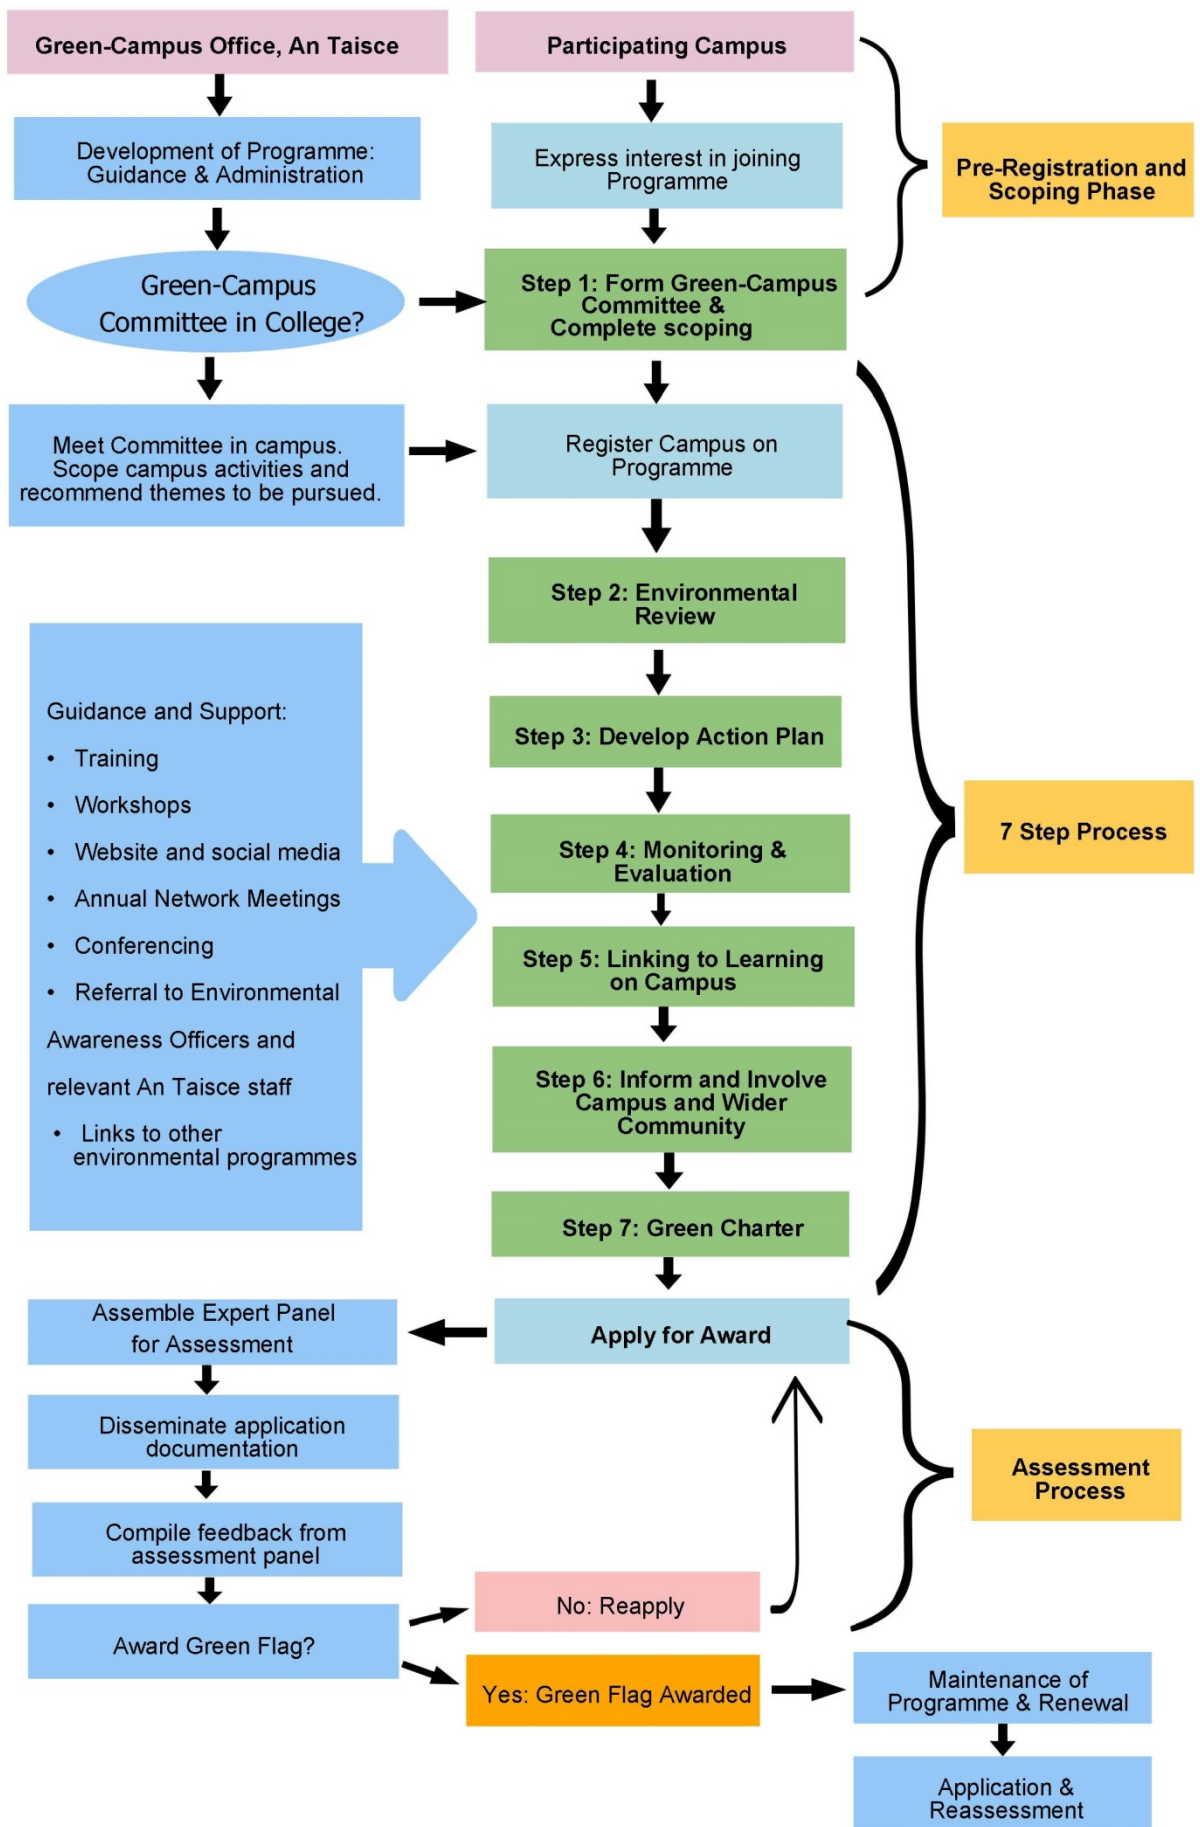 Green-Campus Office, An Taisce
Participating Campus
Development of Programme:
Guidance & Administration
Express interest in joining
Programme
Pre-Registration and
Scoping Phase
Green-Campus
Committee in College?
Step 1: Form Green-Campus
Committee &
Complete scoping
Meet Committee in campus.
Scope campus activities and
recommend themes to be pursued.
Register Campus on
Programme
Step 2: Environmental
Review
Guidance and Support:
• Training
• Workshops
• Website and social media
• Annual Network Meetings
• Conferencing
• Referral to Environmental
Awareness Officers and
relevant An Taisce staff
• Links to other
environmental programmes
Step 3: Develop Action Plan
Step 4: Monitoring &
Evaluation
Step 5: Linking to Learning
on Campus
Step 6: Inform and Involve
Campus and Wider
Community
Step 7: Green Charter
7 Step Process
Apply for Award
Assemble Expert Panel
for Assessment
Disseminate application
documentation
Compile feedback from
assessment panel
Award Green Flag?
No: Reapply
Yes: Green Flag Awarded
Assessment
Process
Maintenance of
Programme & Renewal
Application &
Reassessment